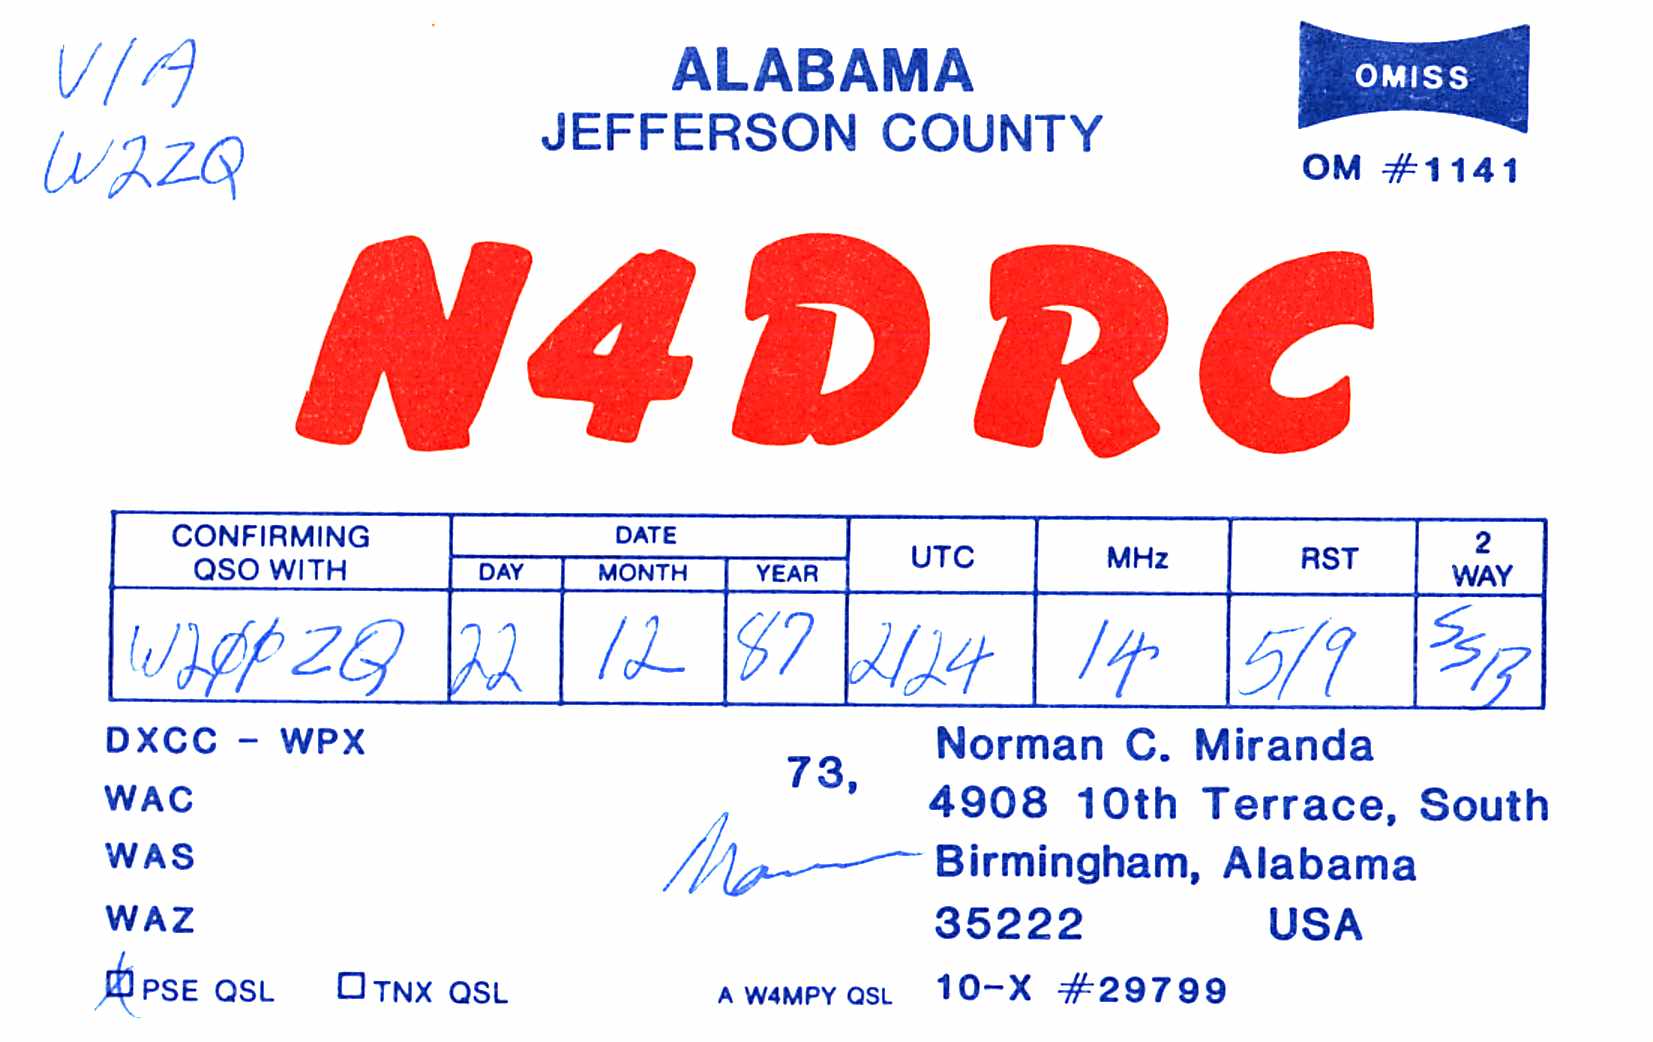 V/A
W2ZQ
ALABAMA
JEFFERSON COUNTY
OMISS
OM #1141
N4DRC
CONFIRMING QSO WITH
DATE
DAY MONTH YEAR
UTC
MHz
RST
2 WAY
W2ØØZQ 22 12 87 2124 14 5/9 SSB
DXCC - WPX
WAC
WAS
WAZ
73,
Norman C. Miranda
4908 10th Terrace, South
Birmingham, Alabama
35222 USA
PSE QSL TNX QSL
A W4MPY QSL
10-X #29799